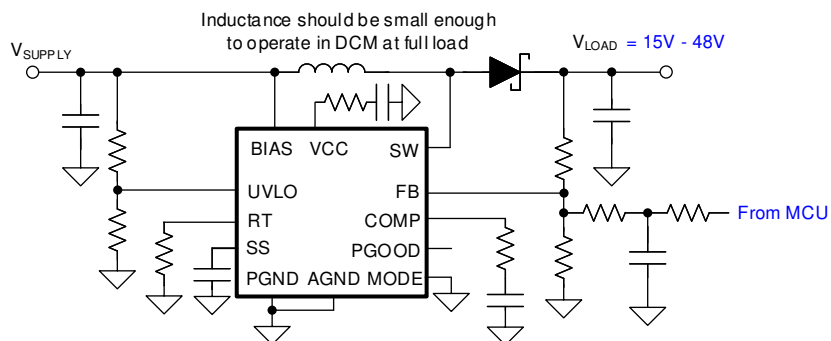 Inductance should be small enough
to operate in DCM at full load
VSUPPLY
VLOAD = 15V - 48V
BIAS VCC SW
UVLO FB
RT COMP
From MCU
SS PGOOD
PGND AGND MODE